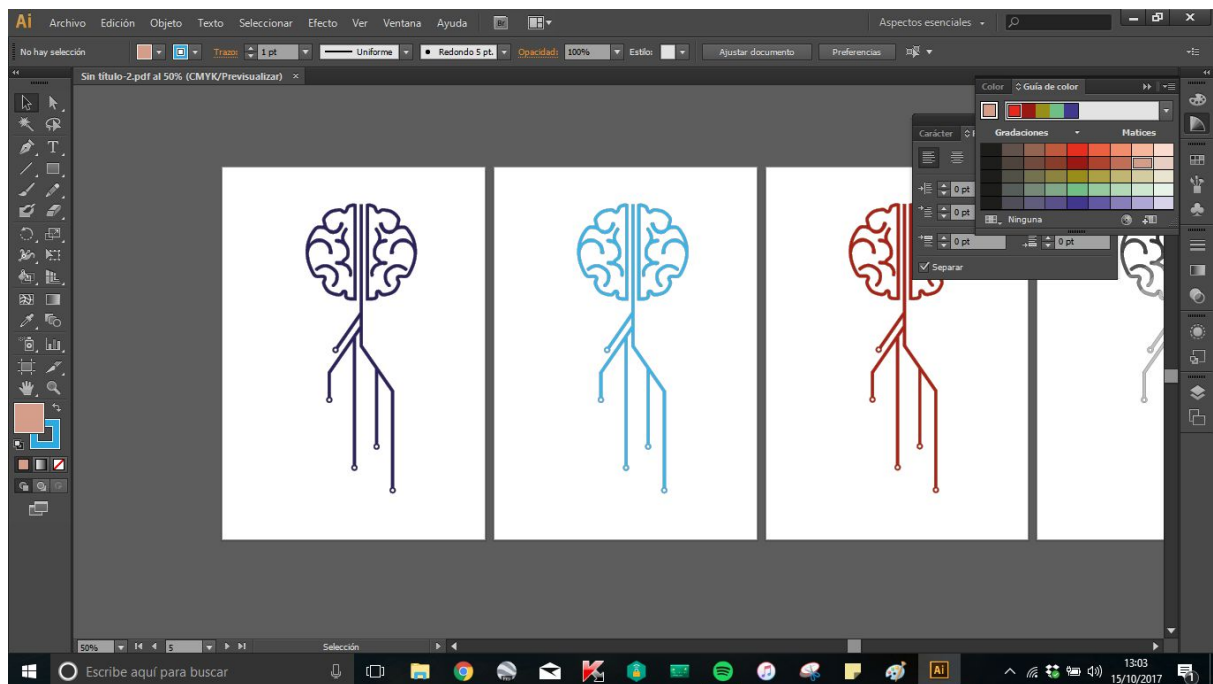 Ai Archivo Edición Objeto Texto Seleccionar Efecto Ver Ventana Ayuda Br Aspectos esenciales
No hay selección Trazo: 1 pt Uniforme Redondo 5 pt. Opacidad: 100% Estilo: Ajustar documento Preferencias
Sin título-2.pdf al 50% (CMYK/Previsualizar) ×
Color Guía de color
Carácter
Gradaciones Matices
0 pt
0 pt
Ninguna
0 pt 0 pt
Separar
50% 5 Selección
Escribe aquí para buscar Ai 13:03
15/10/2017